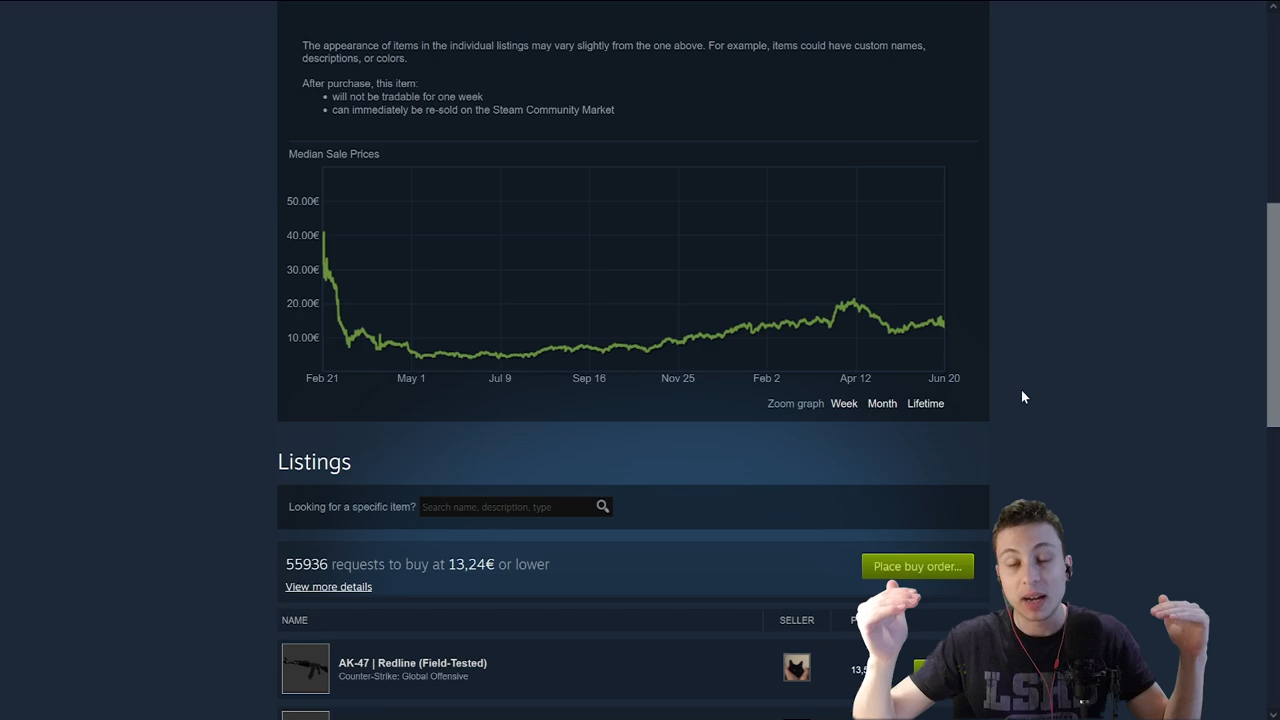 The appearance of items in the individual listings may vary slightly from the one above. For example, items could have custom names,
descriptions, or colors.
After purchase, this item:
• will not be tradable for one week
• can immediately be re-sold on the Steam Community Market
Median Sale Prices
50.00€
40.00€
30.00€
20.00€
10.00€
Feb 21 May 1 Jul 9 Sep 16 Nov 25 Feb 2 Apr 12 Jun 20
Zoom graph Week Month Lifetime
Listings
Looking for a specific item? Search name, description, type
55936 requests to buy at 13,24€ or lower
Place buy order...
View more details
NAME SELLER
AK-47 | Redline (Field-Tested)
Counter-Strike: Global Offensive
13,5